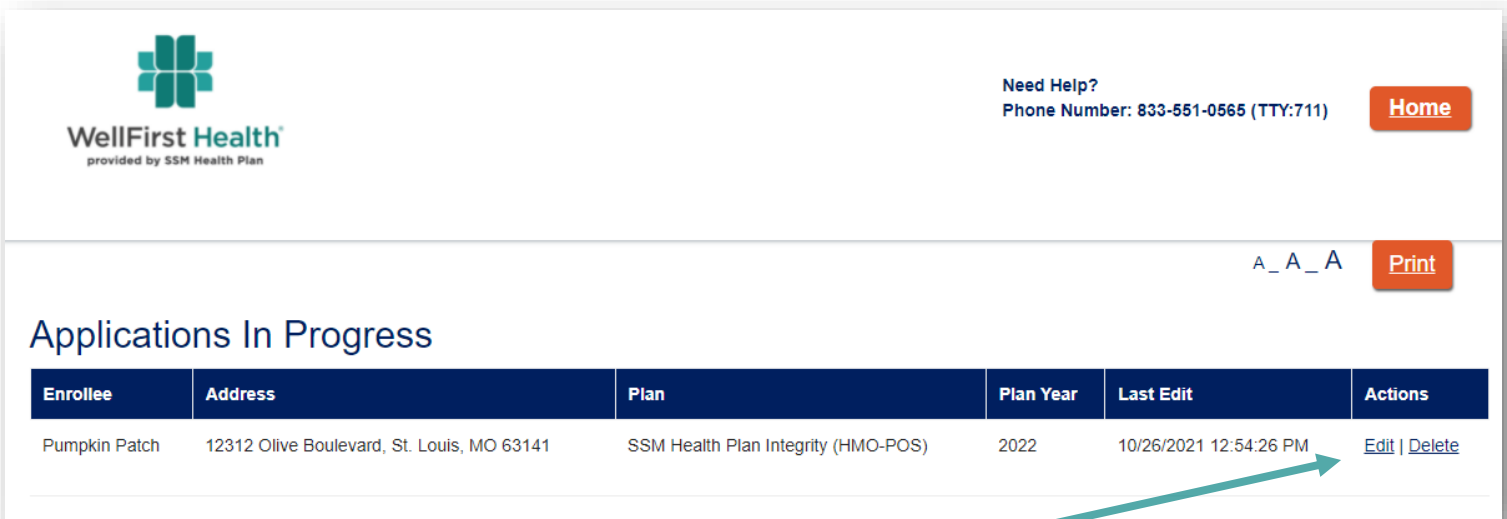 WellFirst Health
provided by SSM Health Plan
Need Help?
Phone Number: 833-551-0565 (TTY:711)
Home
A _ A _ A
Print
Applications In Progress
Enrollee Address Plan Plan Year Last Edit Actions
Pumpkin Patch 12312 Olive Boulevard, St. Louis, MO 63141 SSM Health Plan Integrity (HMO-POS) 2022 10/26/2021 12:54:26 PM Edit | Delete